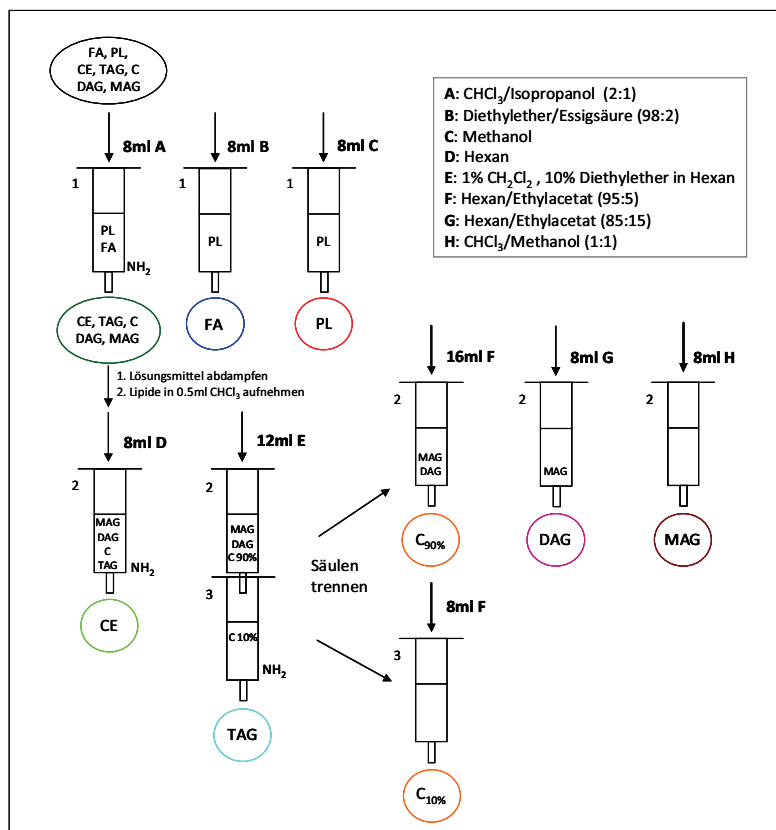 FA, PL,
CE, TAG, C
DAG, MAG
A: CHCl₃/Isopropanol (2:1)
B: Diethylether/Essigsäure (98:2)
C: Methanol
D: Hexan
E: 1% CH₂Cl₂ , 10% Diethylether in Hexan
F: Hexan/Ethylacetat (95:5)
G: Hexan/Ethylacetat (85:15)
H: CHCl₃/Methanol (1:1)
8ml A
8ml B
8ml C
1
1
1
PL
FA
NH₂
PL
PL
CE, TAG, C
DAG, MAG
FA
PL
1. Lösungsmittel abdampfen
2. Lipide in 0.5ml CHCl₃ aufnehmen
8ml D
12ml E
16ml F
8ml G
8ml H
2
MAG
DAG
C
TAG
NH₂
CE
2
MAG
DAG
C 90%
3
C 10%
NH₂
TAG
Säulen
trennen
2
MAG
DAG
C₉₀%
2
MAG
DAG
2
MAG
8ml F
3
C₁₀%